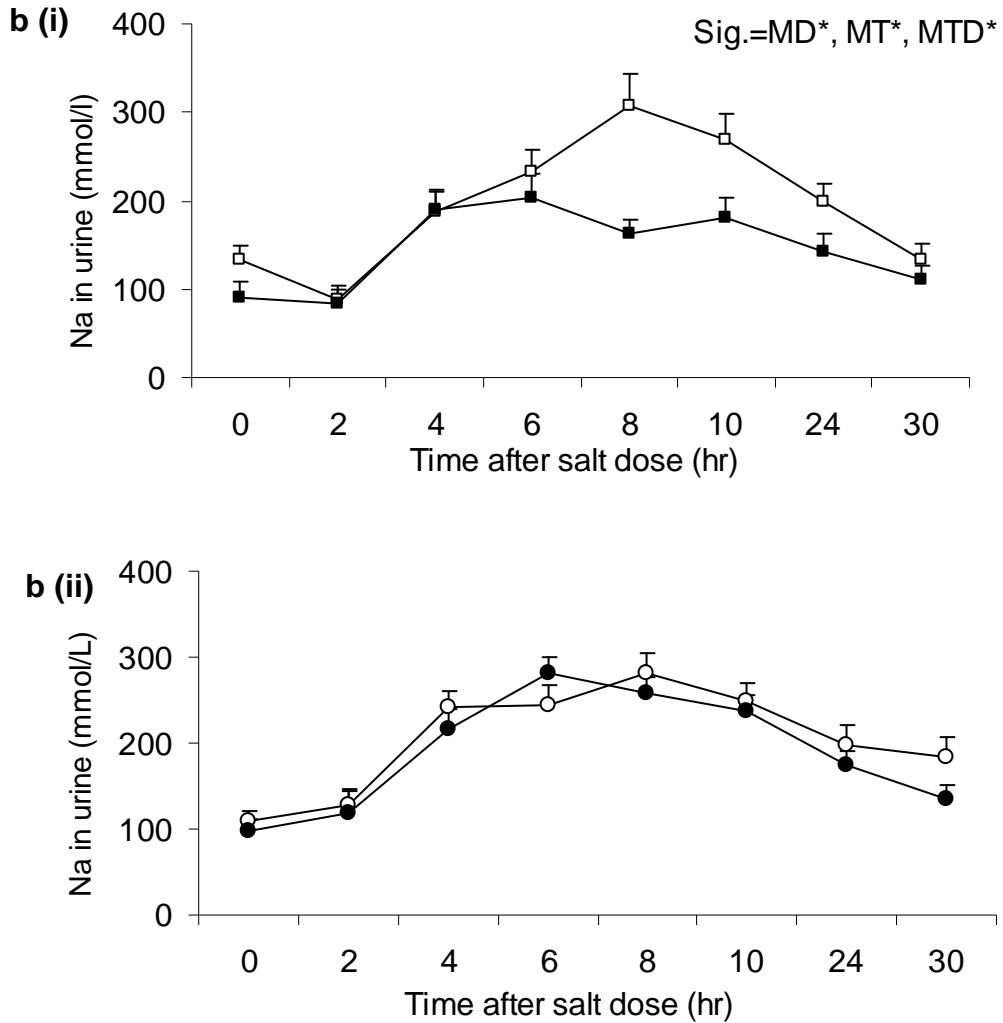 b (i)
Sig.=MD*, MT*, MTD*
Na in urine (mmol/l)
400
300
200
100
0
0 2 4 6 8 10 24 30
Time after salt dose (hr)
b (ii)
Na in urine (mmol/L)
400
300
200
100
0
0 2 4 6 8 10 24 30
Time after salt dose (hr)